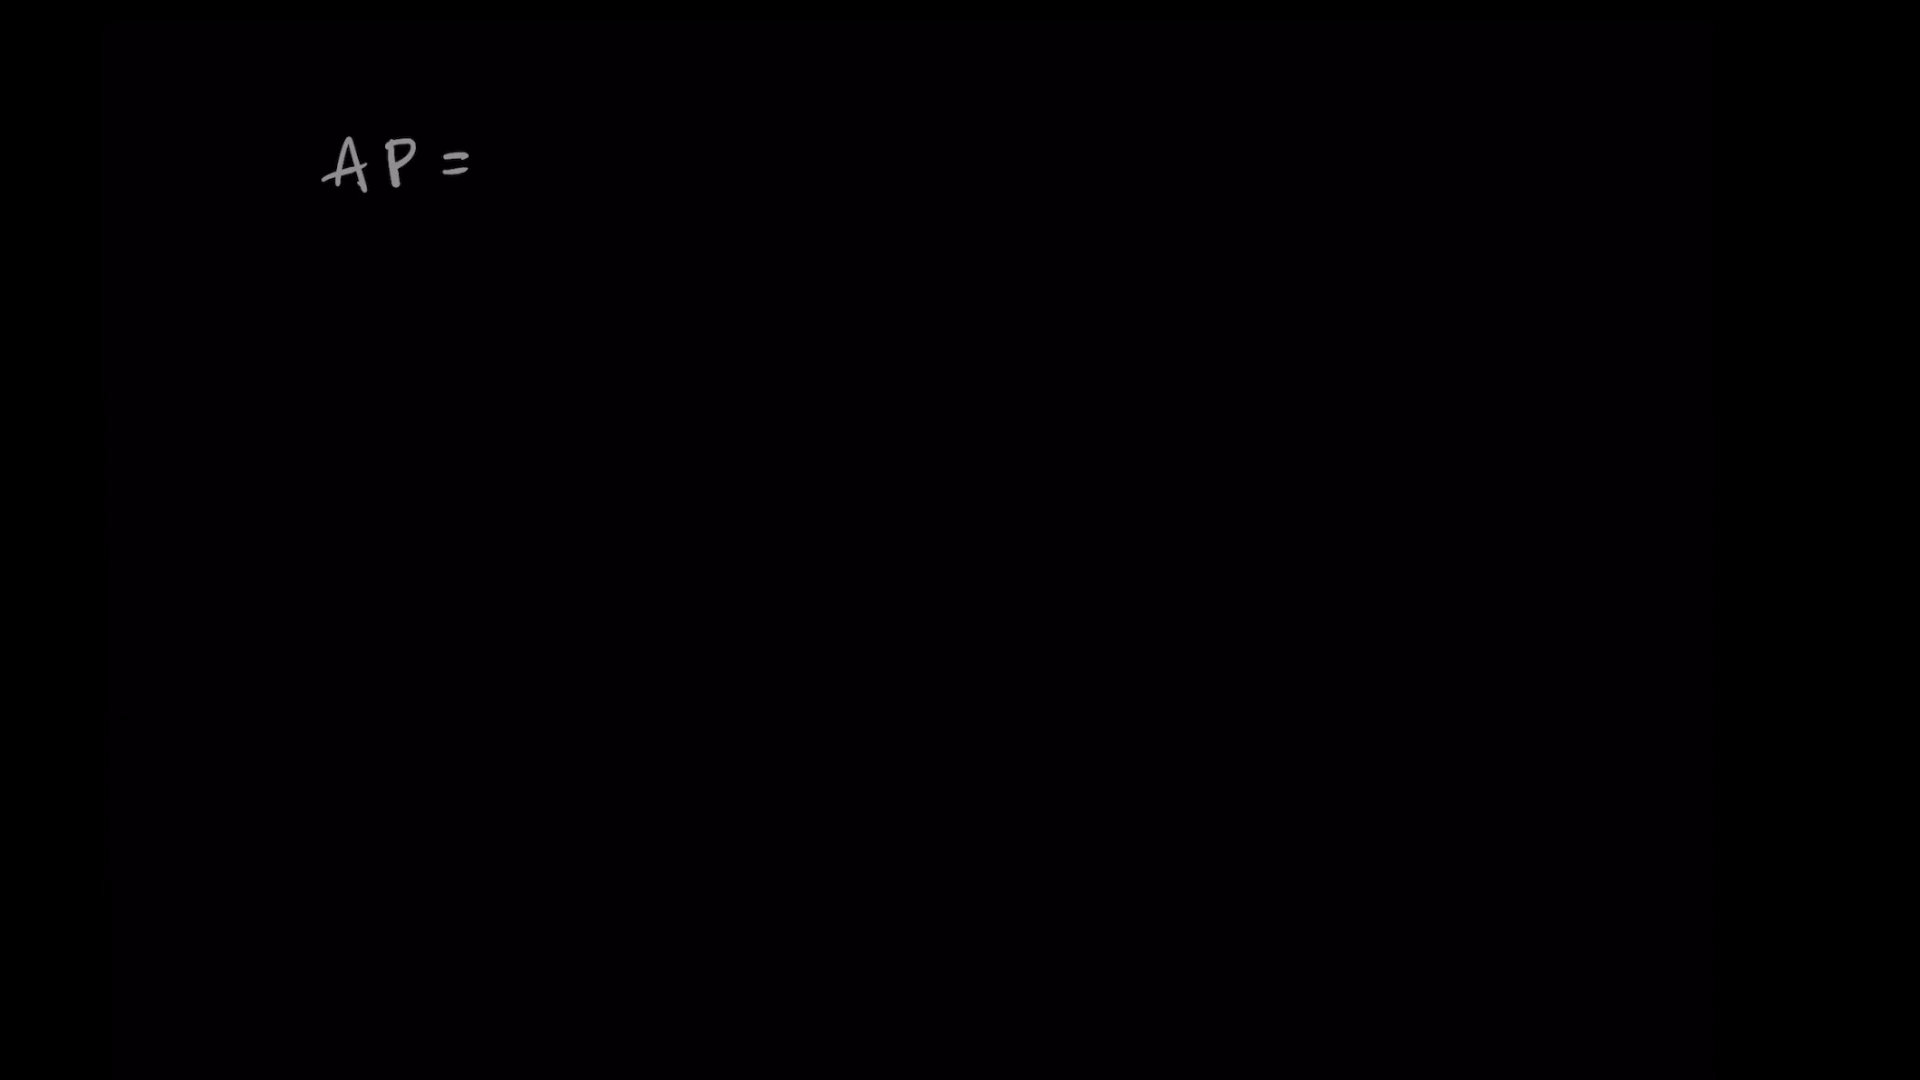 AP =